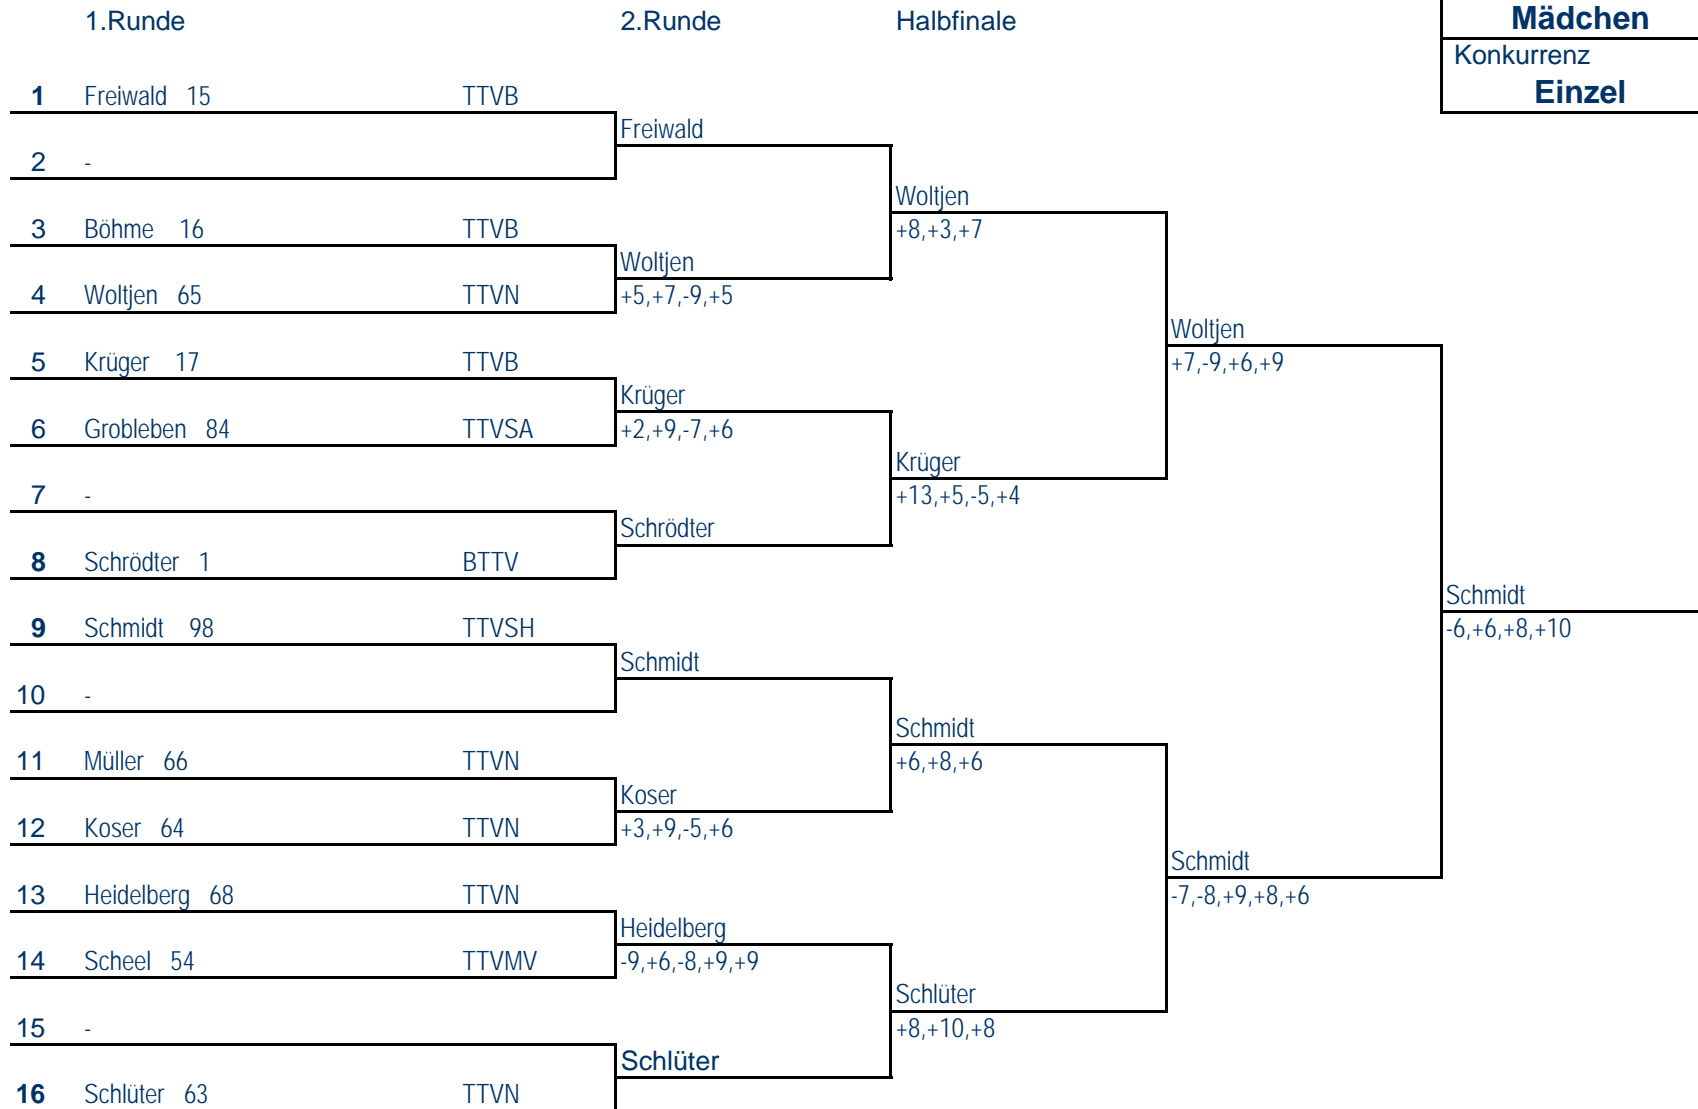 1.Runde 2.Runde Halbfinale Mädchen
Konkurrenz
1 Freiwald 15 TTVB Einzel
Freiwald
2 -
Woltjen
3 Böhme 16 TTVB +8,+3,+7
Woltjen
4 Woltjen 65 TTVN +5,+7,-9,+5
Woltjen
5 Krüger 17 TTVB +7,-9,+6,+9
Krüger
6 Grobleben 84 TTVSA +2,+9,-7,+6
Krüger
7 - +13,+5,-5,+4
Schrödter
8 Schrödter 1 BTTV
Schmidt
9 Schmidt 98 TTVSH -6,+6,+8,+10
Schmidt
10 -
Schmidt
11 Müller 66 TTVN +6,+8,+6
Koser
12 Koser 64 TTVN +3,+9,-5,+6
Schmidt
13 Heidelberg 68 TTVN -7,-8,+9,+8,+6
Heidelberg
14 Scheel 54 TTVMV -9,+6,-8,+9,+9
Schlüter
15 - +8,+10,+8
Schlüter
16 Schlüter 63 TTVN